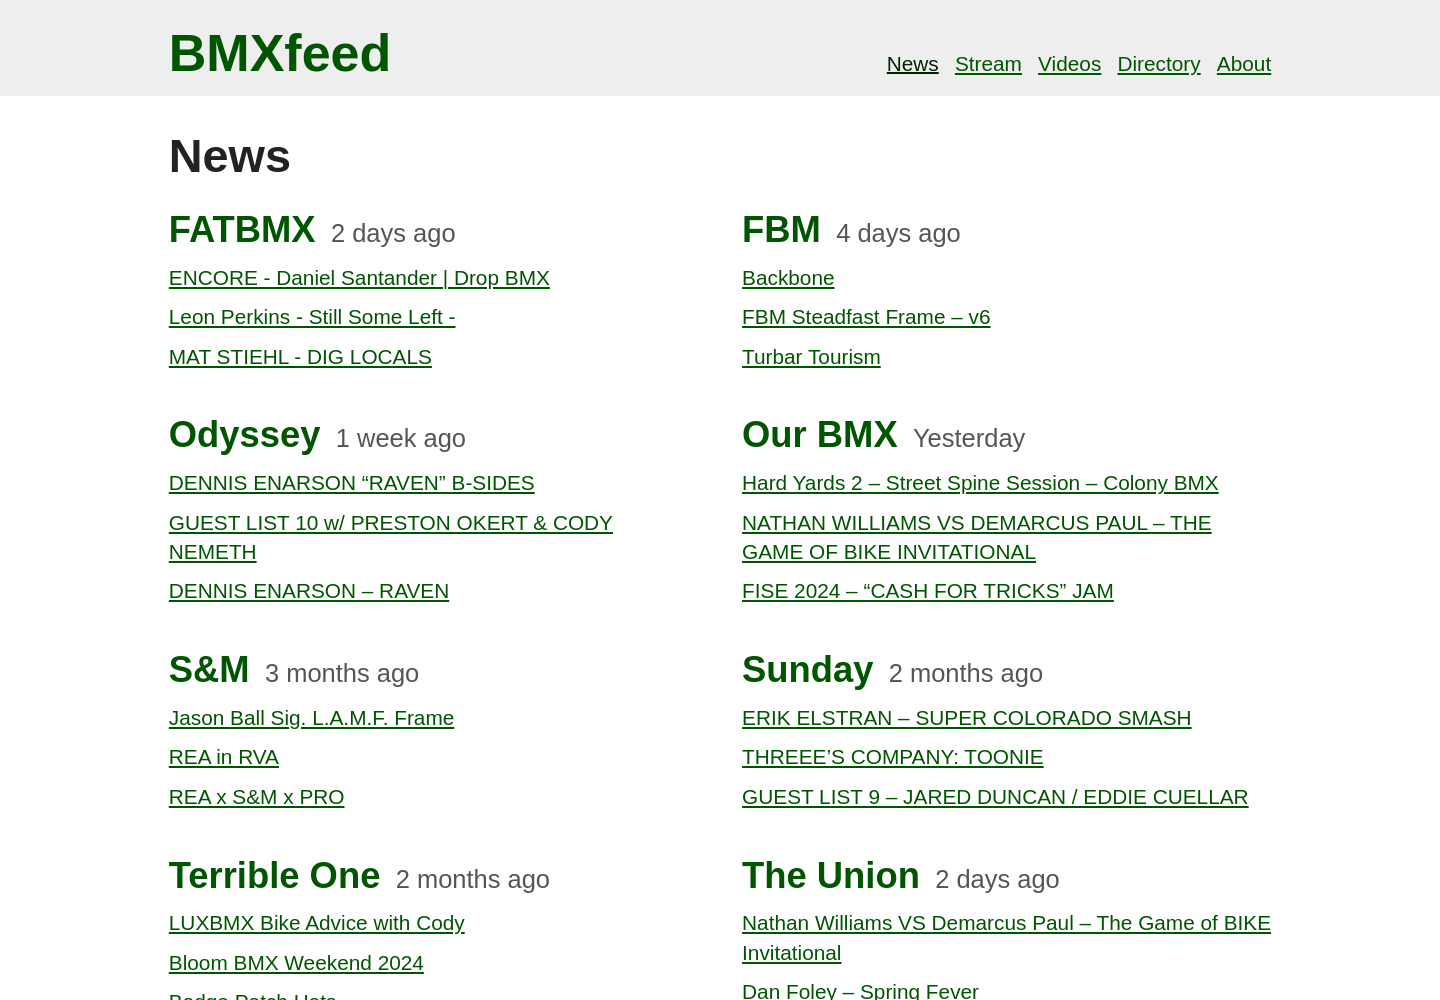 BMXfeed
News Stream Videos Directory About
News
FATBMX 2 days ago
ENCORE - Daniel Santander | Drop BMX
Leon Perkins - Still Some Left -
MAT STIEHL - DIG LOCALS
FBM 4 days ago
Backbone
FBM Steadfast Frame – v6
Turbar Tourism
Odyssey 1 week ago
DENNIS ENARSON “RAVEN” B-SIDES
GUEST LIST 10 w/ PRESTON OKERT & CODY
NEMETH
DENNIS ENARSON – RAVEN
Our BMX Yesterday
Hard Yards 2 – Street Spine Session – Colony BMX
NATHAN WILLIAMS VS DEMARCUS PAUL – THE
GAME OF BIKE INVITATIONAL
FISE 2024 – “CASH FOR TRICKS” JAM
S&M 3 months ago
Jason Ball Sig. L.A.M.F. Frame
REA in RVA
REA x S&M x PRO
Sunday 2 months ago
ERIK ELSTRAN – SUPER COLORADO SMASH
THREEE’S COMPANY: TOONIE
GUEST LIST 9 – JARED DUNCAN / EDDIE CUELLAR
Terrible One 2 months ago
LUXBMX Bike Advice with Cody
Bloom BMX Weekend 2024
Badge Patch Hats
The Union 2 days ago
Nathan Williams VS Demarcus Paul – The Game of BIKE
Invitational
Dan Foley – Spring Fever